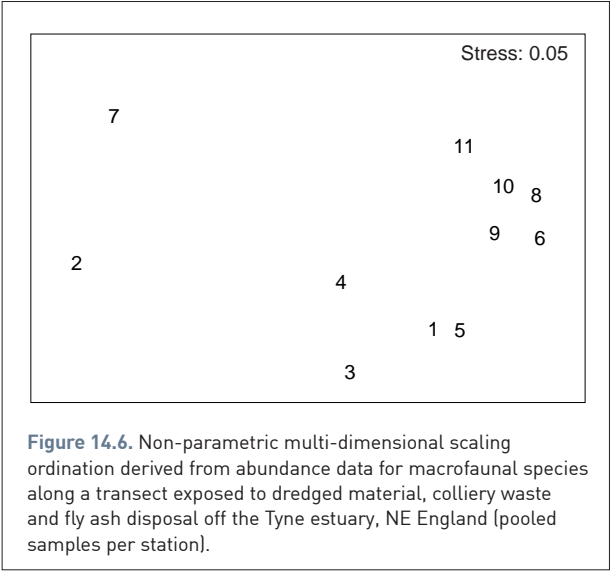 Stress: 0.05
7
11
10
8
9
6
2
4
1
5
3
Figure 14.6. Non-parametric multi-dimensional scaling
ordination derived from abundance data for macrofaunal species
along a transect exposed to dredged material, colliery waste
and fly ash disposal off the Tyne estuary, NE England (pooled
samples per station).